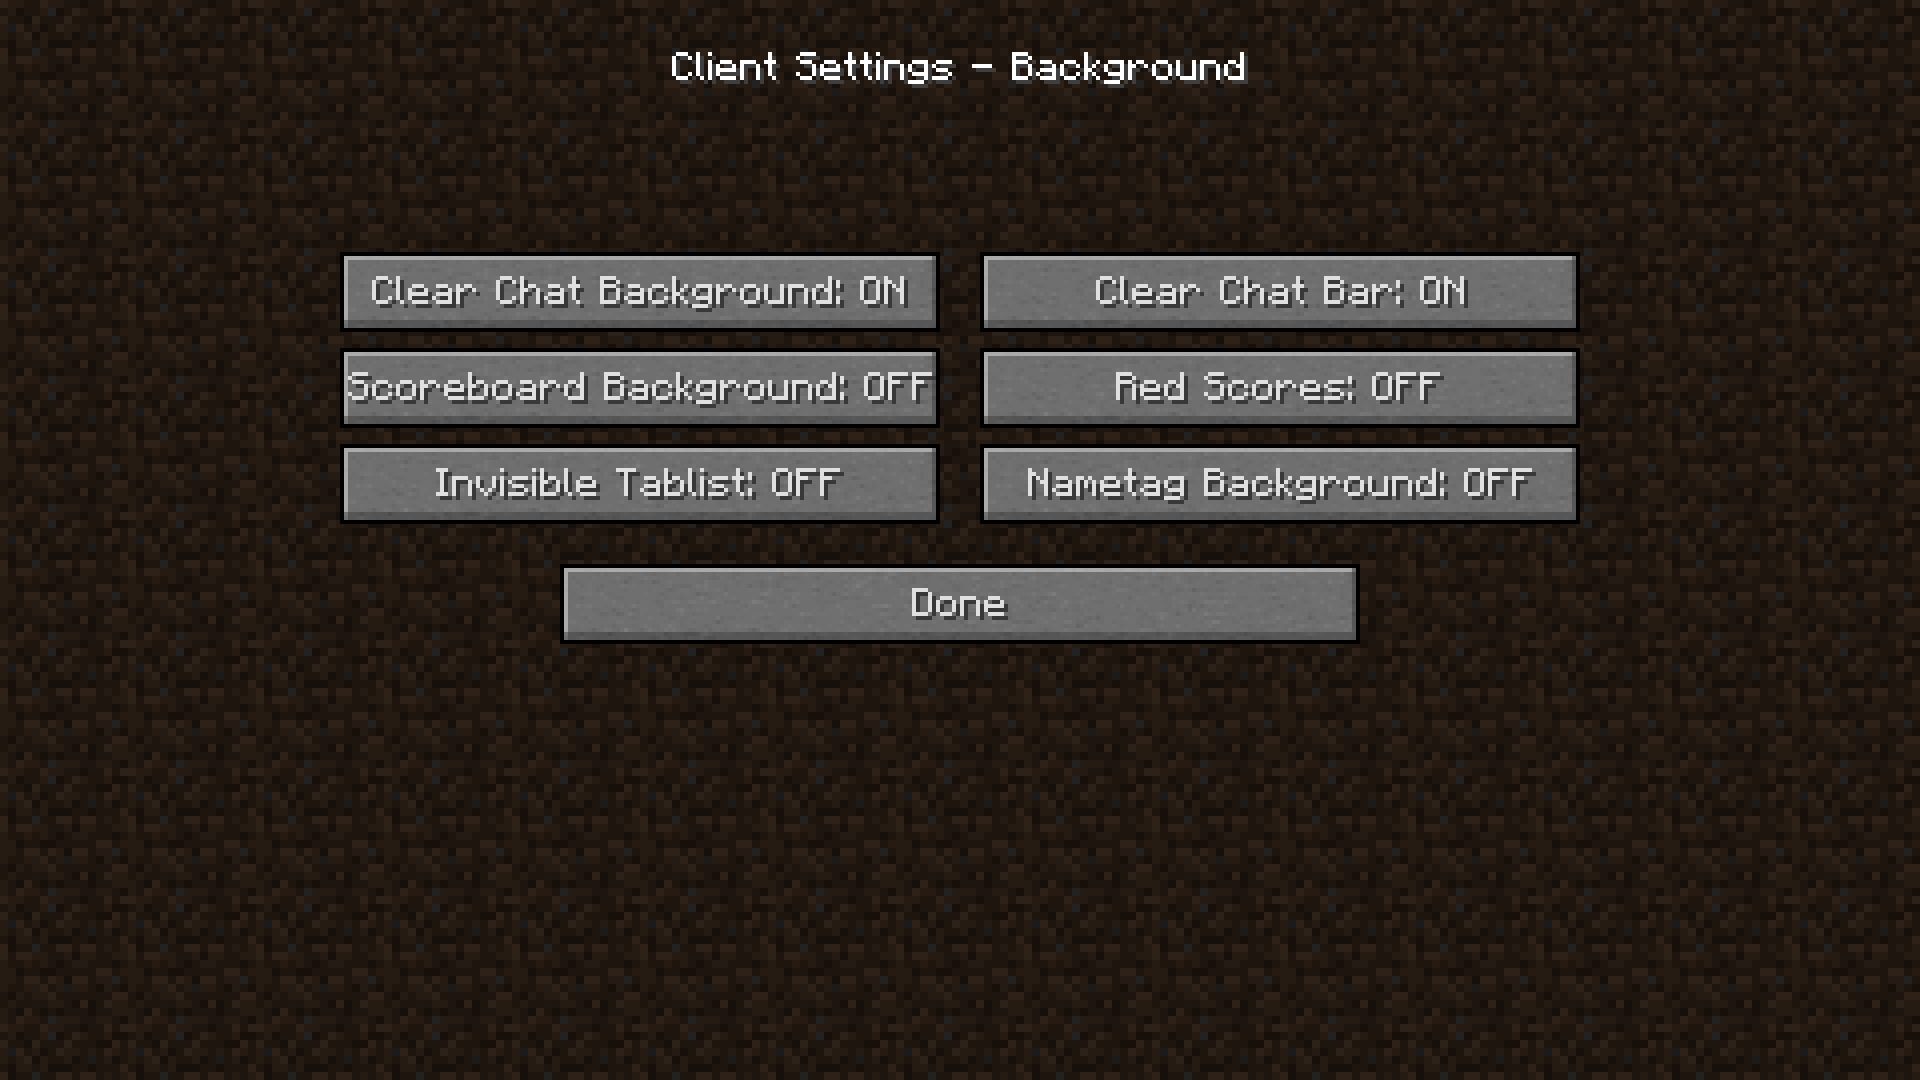 Client Settings - Background
Clear Chat Background: ON
Clear Chat Bar: ON
Scoreboard Background: OFF
Red Scores: OFF
Invisible Tablist: OFF
Nametag Background: OFF
Done